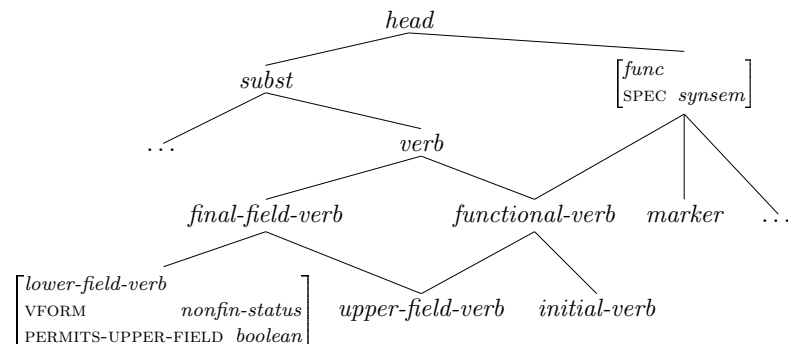 head
subst
func
SPEC synsem
...
verb
final-field-verb functional-verb marker ...
lower-field-verb
VFORM nonfin-status
PERMITS-UPPER-FIELD boolean
upper-field-verb initial-verb